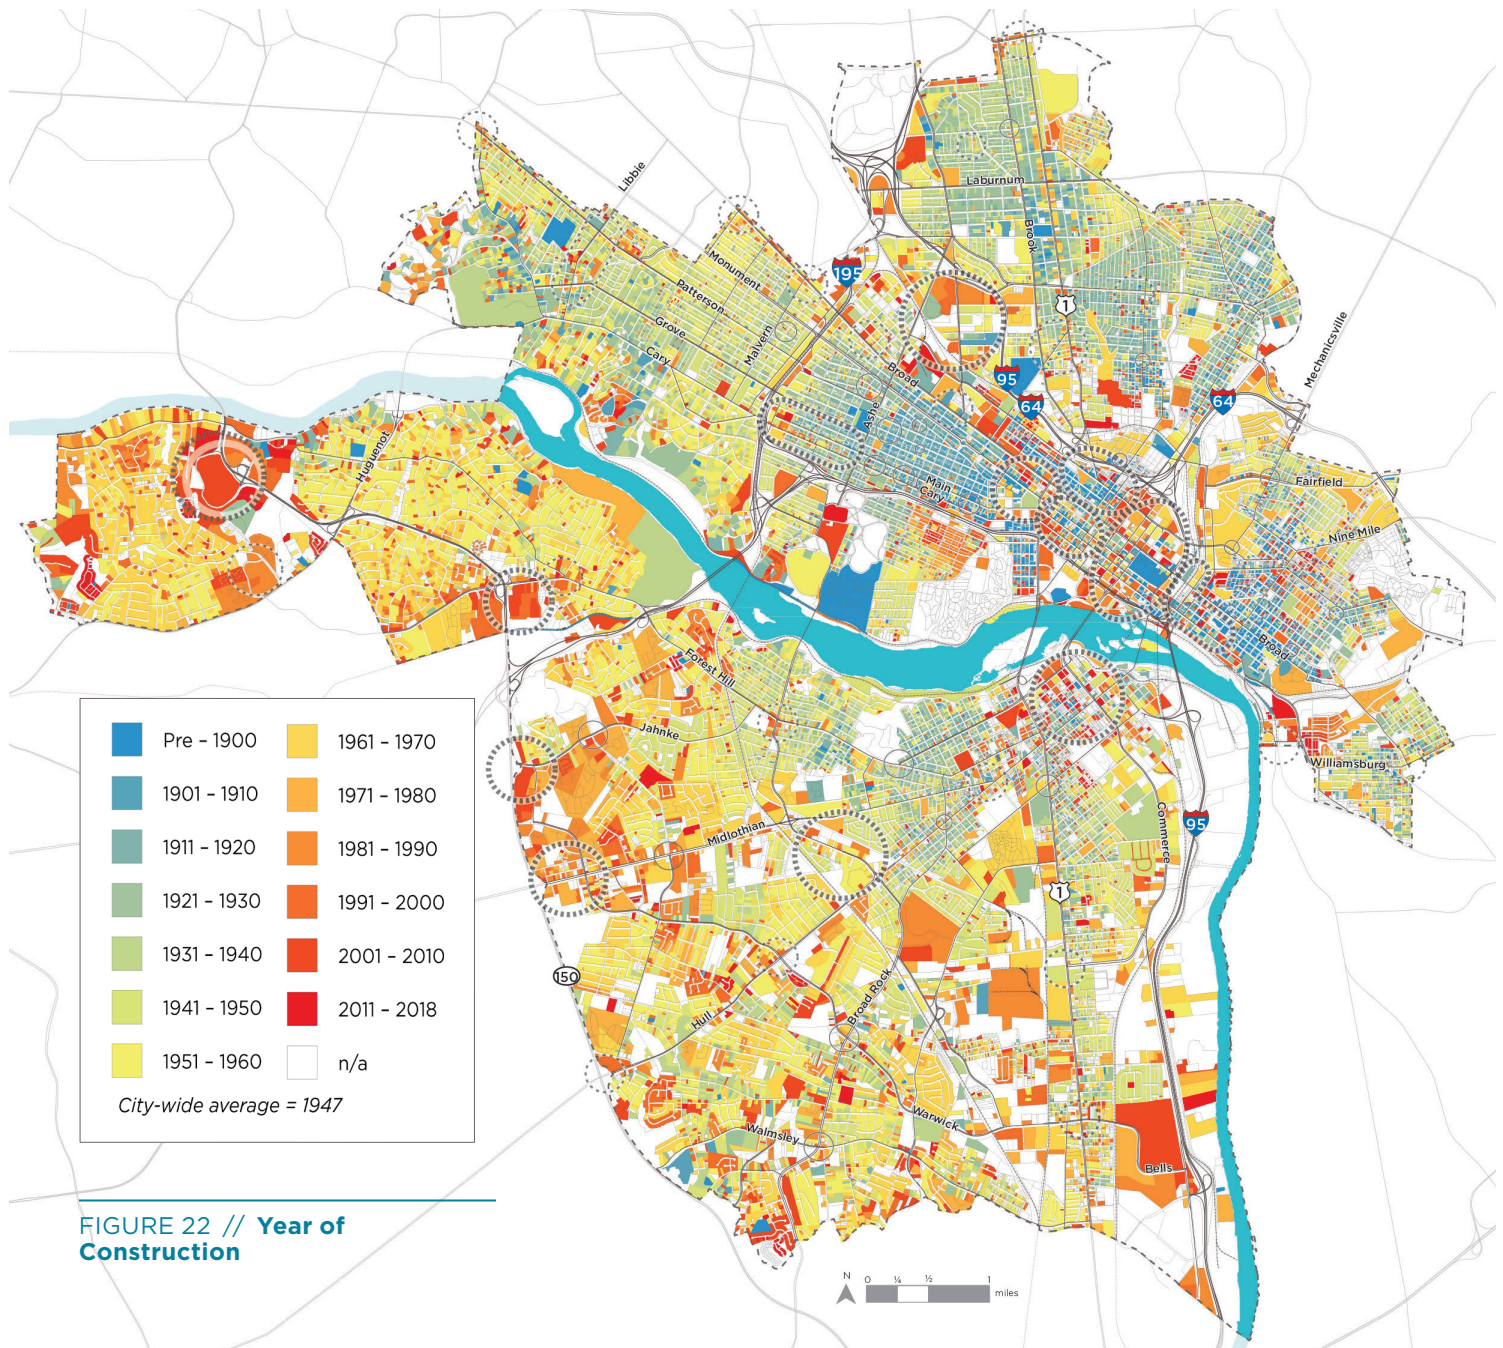 Libbie
Laburnum
Brook
Monument
195
Patterson
Grove
Malvern
Cary
1
Mechanicsville
Broad
95
64
64
Ashe
Huguenot
Main
Cary
Fairfield
Nine Mile
Broad
Forest Hill
Jahnke
Williamsburg
Midlothian
Commerce
95
1
150
Broad Rock
Hull
Warwick
Walmsley
Bells
Pre – 1900
1901 – 1910
1911 – 1920
1921 – 1930
1931 – 1940
1941 – 1950
1951 – 1960
1961 – 1970
1971 – 1980
1981 – 1990
1991 – 2000
2001 – 2010
2011 – 2018
n/a
City-wide average = 1947
FIGURE 22 // Year of
Construction
N
0 ¼ ½ 1
miles